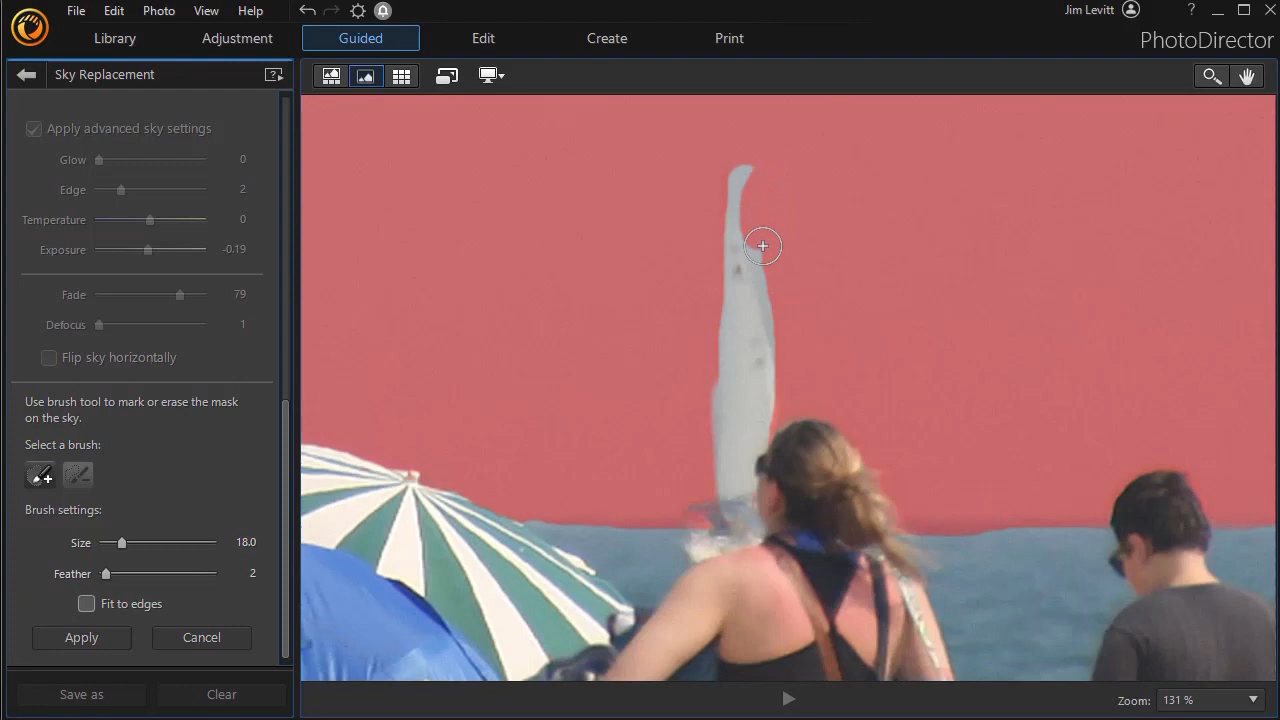 File Edit Photo View Help
Jim Levitt
?
Library Adjustment Guided Edit Create Print
PhotoDirector
Sky Replacement
Apply advanced sky settings
Glow 0
Edge 2
Temperature 0
Exposure -0.19
Fade 79
Defocus 1
Flip sky horizontally
Use brush tool to mark or erase the mask
on the sky.
Select a brush:
Brush settings:
Size 18.0
Feather 2
Fit to edges
Apply Cancel
Save as Clear
Zoom: 131 %